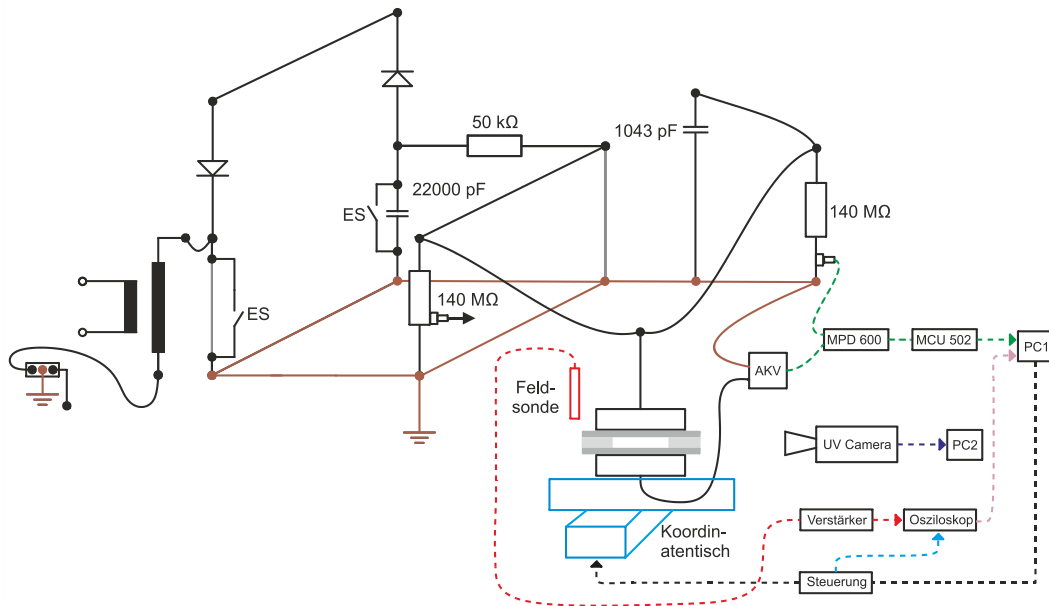 50 kΩ
1043 pF
22000 pF
ES
140 MΩ
ES
140 MΩ
MPD 600
MCU 502
PC1
AKV
Feld-
sonde
UV Camera
PC2
Koordin-
atentisch
Verstärker
Osziloskop
Steuerung